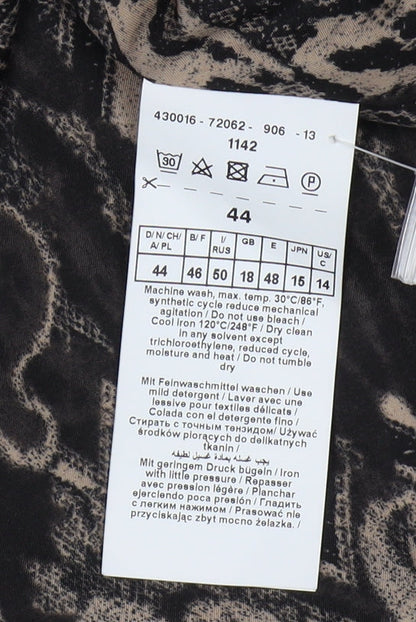 430016 - 72062 - 906 - 13
1142
30
P
44
D/ N/ CH/ A/ PL B/ F I/ RUS GB E JPN US/ C
44 46 50 18 48 15 14
Machine wash, max. temp. 30°C/86°F,
synthetic cycle reduce mechanical
agitation / Do not use bleach /
Cool iron 120°C/248°F / Dry clean
in any solvent except
trichloroethylene, reduced cycle,
moisture and heat / Do not tumble
dry
Mit Feinwaschmittel waschen / Use
mild detergent / Laver avec une
lessive pour textiles délicats /
Colada con el detergente fino /
Стирать с точным тензидом/ Używać
środków piorących do delikatnych
tkanin /
يجب غسله بمادة غسيل لطيفه
Mit geringem Druck bügeln / Iron
with little pressure / Repasser
avec pression légère / Planchar
ejerciendo poca presión / Гладить
с легким нажимом / Prasować nie
przyciskając zbyt mocno żelazka. /